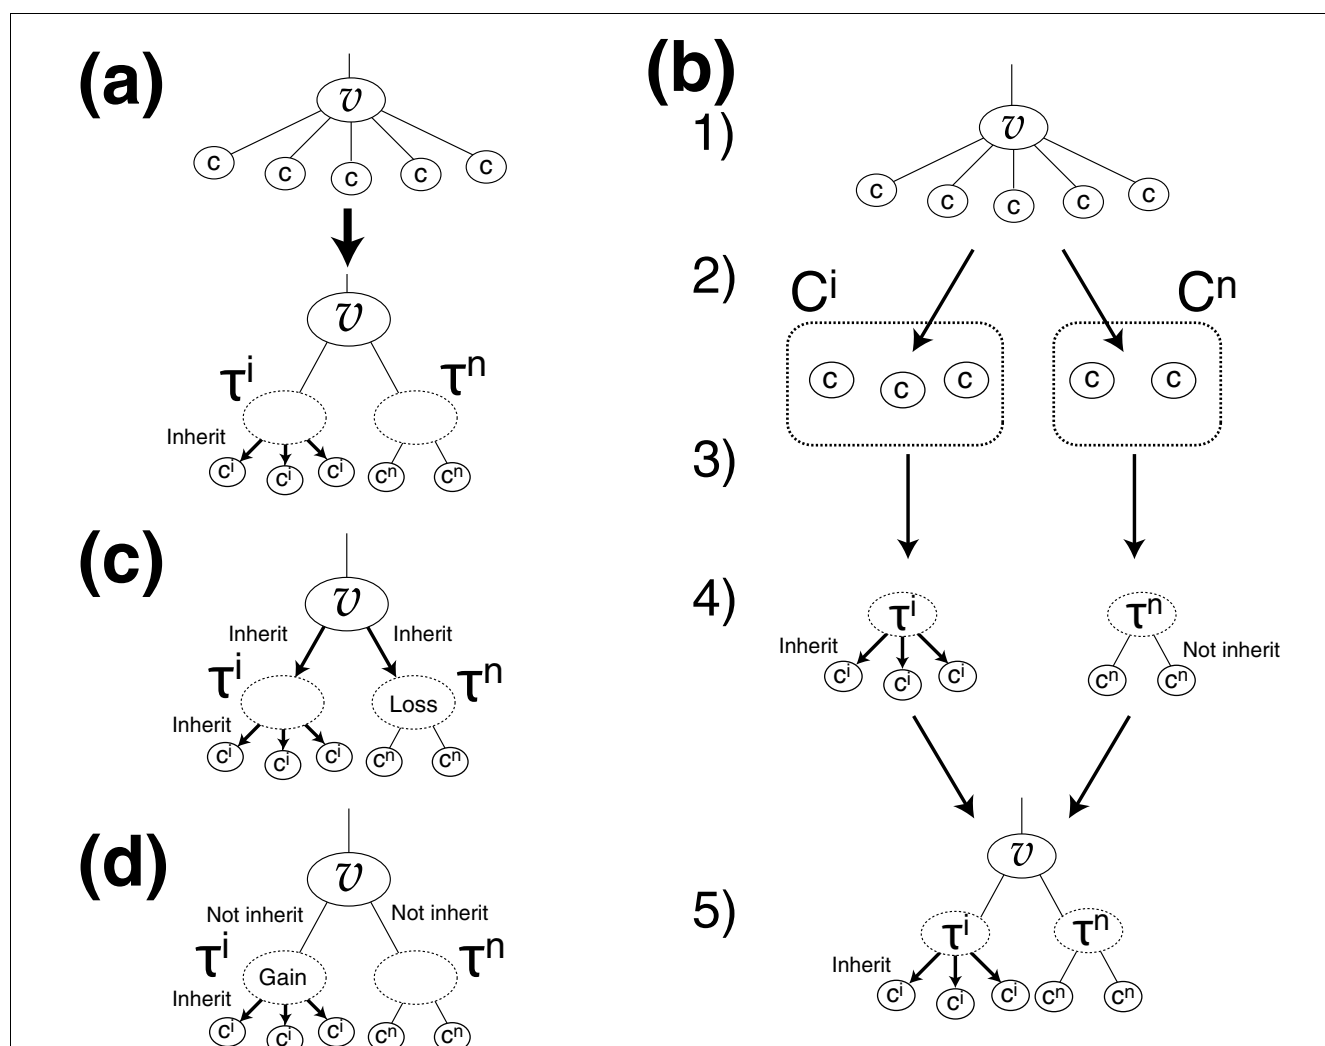 (a)
v
c c c c c
v
τi τn
Inherit
ci ci ci cn cn
(c)
v
Inherit Inherit
τi τn
Loss
Inherit
ci ci ci cn cn
(d)
v
Not inherit Not inherit
τi τn
Gain
Inherit
ci ci ci cn cn
(b)
1)
v
c c c c c
2)
Ci Cn
c c c c c
3)
4)
τi τn
Inherit Not inherit
ci ci ci cn cn
5)
v
τi τn
Inherit
ci ci ci cn cn